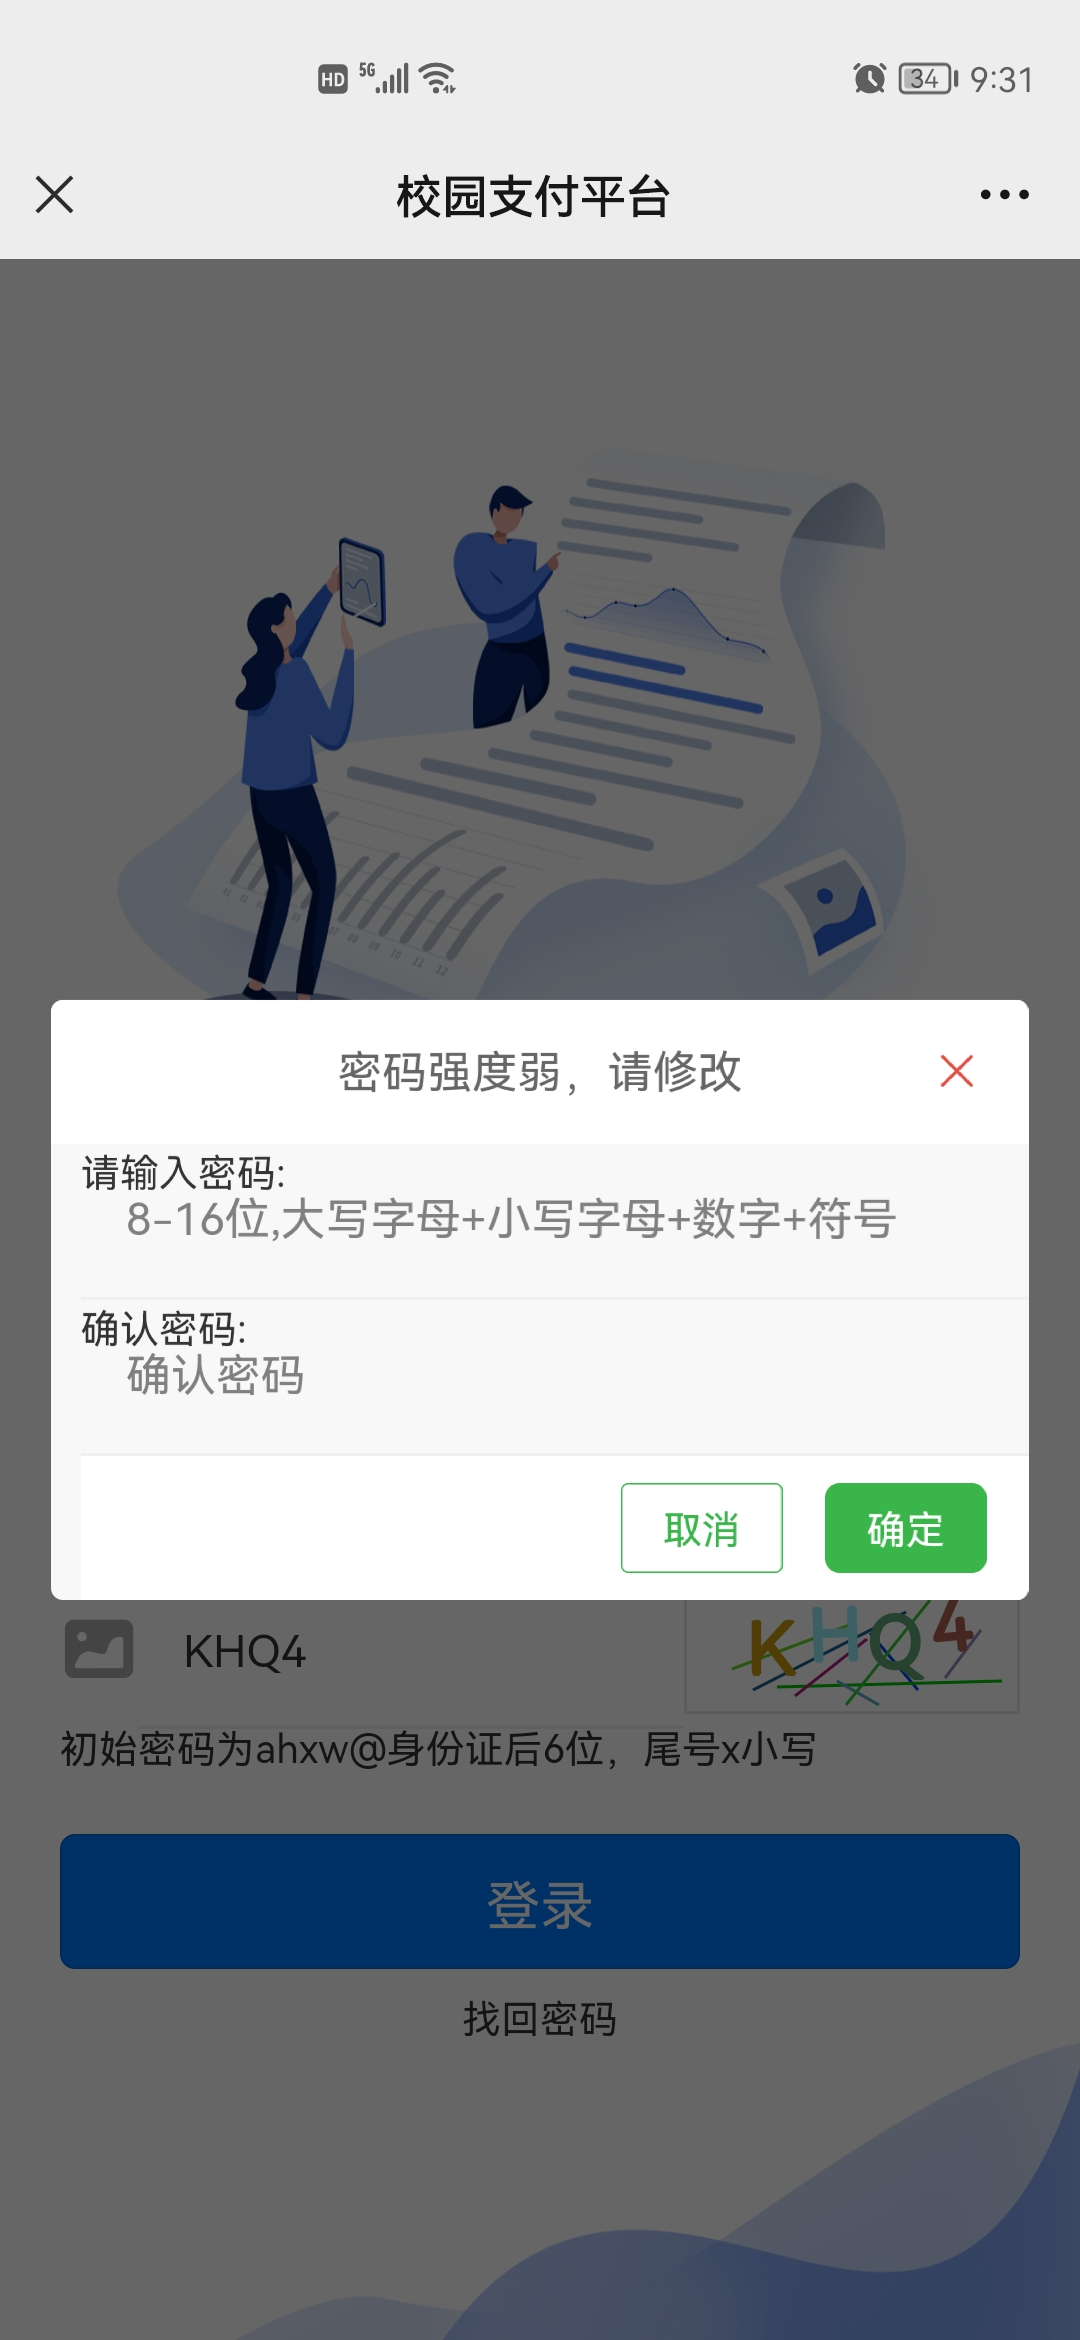 HD 5G 34 9:31
校园支付平台
密码强度弱，请修改
请输入密码:
8-16位,大写字母+小写字母+数字+符号
确认密码:
确认密码
取消 确定
KHQ4 KHQ4
初始密码为ahxw@身份证后6位，尾号x小写
登录
找回密码